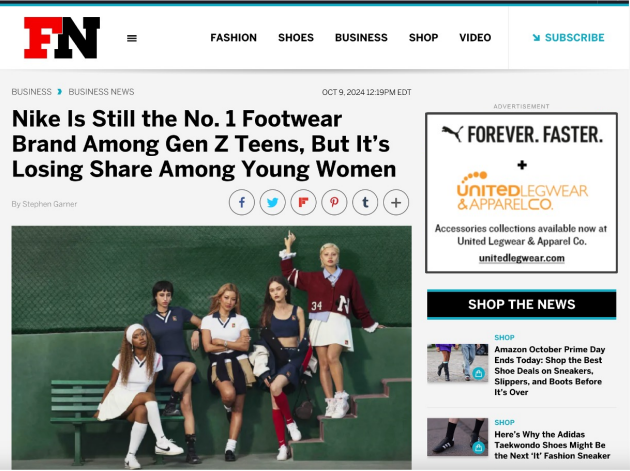 FN
FASHION SHOES BUSINESS SHOP VIDEO SUBSCRIBE
BUSINESS BUSINESS NEWS
OCT 9, 2024 12:19PM EDT
Nike Is Still the No. 1 Footwear
Brand Among Gen Z Teens, But It’s
Losing Share Among Young Women
By Stephen Garner
34 N
ADVERTISEMENT
FOREVER. FASTER.
+
UNITEDLEGWEAR
& APPARELCO.
Accessories collections available now at
United Legwear & Apparel Co.
unitedlegwear.com
SHOP THE NEWS
SHOP
Amazon October Prime Day
Ends Today: Shop the Best
Shoe Deals on Sneakers,
Slippers, and Boots Before
It’s Over
SHOP
Here’s Why the Adidas
Taekwondo Shoes Might Be
the Next ‘It’ Fashion Sneaker